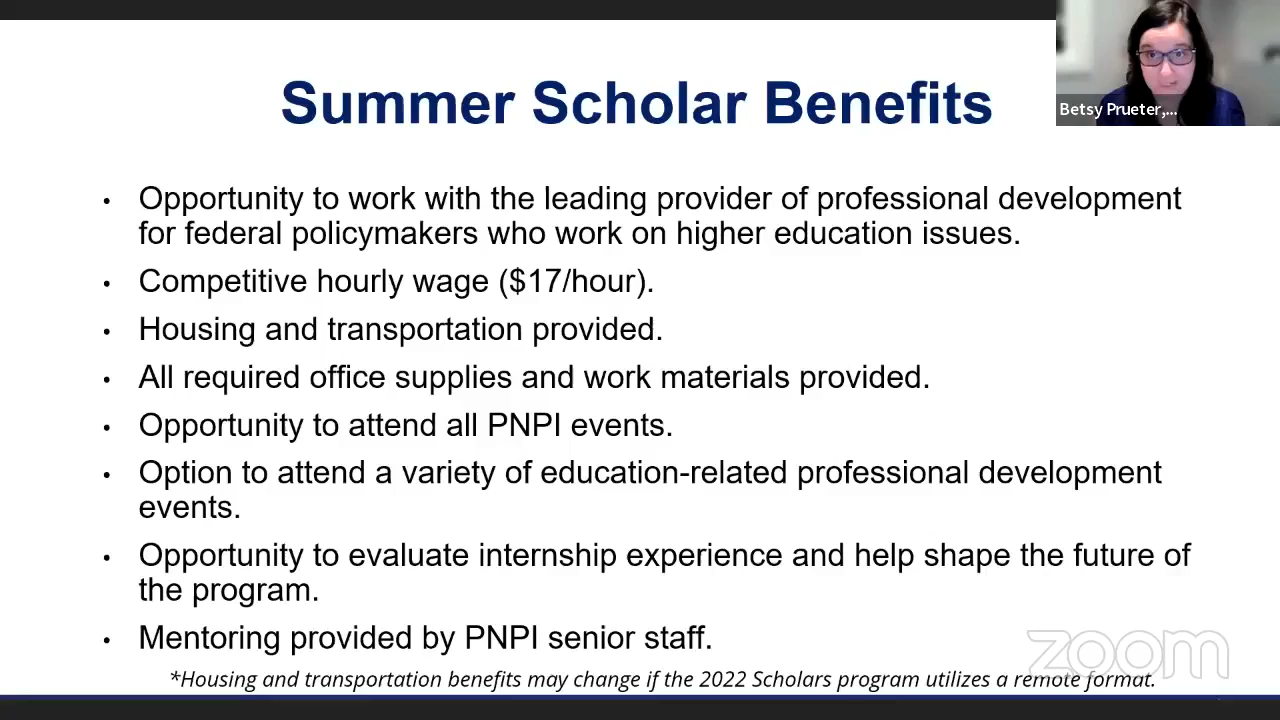 Summer Scholar Benefits
Betsy Prueter,...
• Opportunity to work with the leading provider of professional development
for federal policymakers who work on higher education issues.
• Competitive hourly wage ($17/hour).
• Housing and transportation provided.
• All required office supplies and work materials provided.
• Opportunity to attend all PNPI events.
• Option to attend a variety of education-related professional development
events.
• Opportunity to evaluate internship experience and help shape the future of
the program.
• Mentoring provided by PNPI senior staff.
zoom
*Housing and transportation benefits may change if the 2022 Scholars program utilizes a remote format.